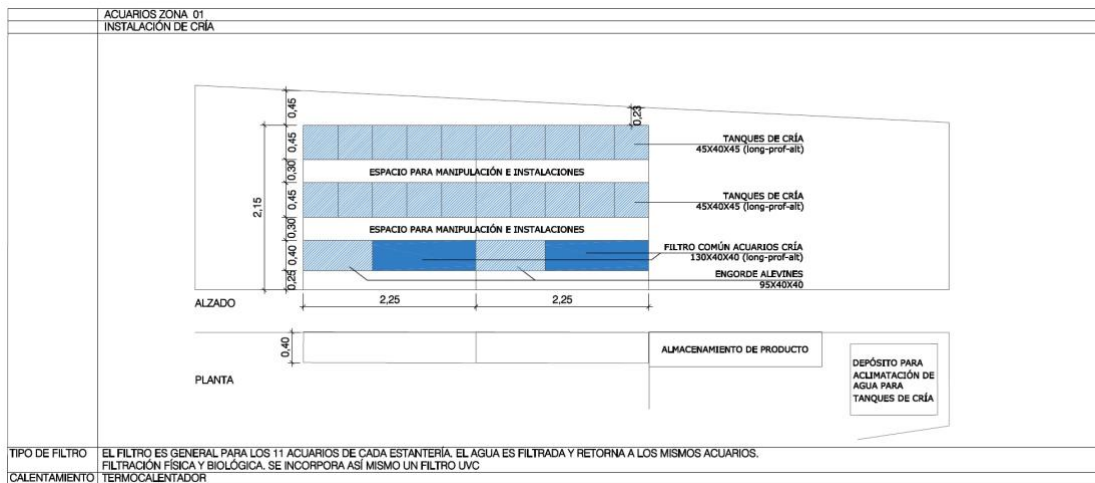 ACUARIOS ZONA 01
INSTALACIÓN DE CRÍA
0,45
0,23
0,45
TANQUES DE CRÍA
45X40X45 (long-prof-alt)
0,30
ESPACIO PARA MANIPULACIÓN E INSTALACIONES
2,15
0,45
TANQUES DE CRÍA
45X40X45 (long-prof-alt)
0,30
ESPACIO PARA MANIPULACIÓN E INSTALACIONES
0,40
FILTRO COMÚN ACUARIOS CRÍA
130X40X40 (long-prof-alt)
0,25
ENGORDE ALEVINES
95X40X40
ALZADO
2,25
2,25
0,40
ALMACENAMIENTO DE PRODUCTO
PLANTA
DEPÓSITO PARA
ACLIMATACIÓN DE
AGUA PARA
TANQUES DE CRÍA
TIPO DE FILTRO
EL FILTRO ES GENERAL PARA LOS 11 ACUARIOS DE CADA ESTANTERÍA. EL AGUA ES FILTRADA Y RETORNA A LOS MISMOS ACUARIOS.
FILTRACIÓN FÍSICA Y BIOLÓGICA. SE INCORPORA ASÍ MISMO UN FILTRO UVC
CALENTAMIENTO
TERMOCALENTADOR